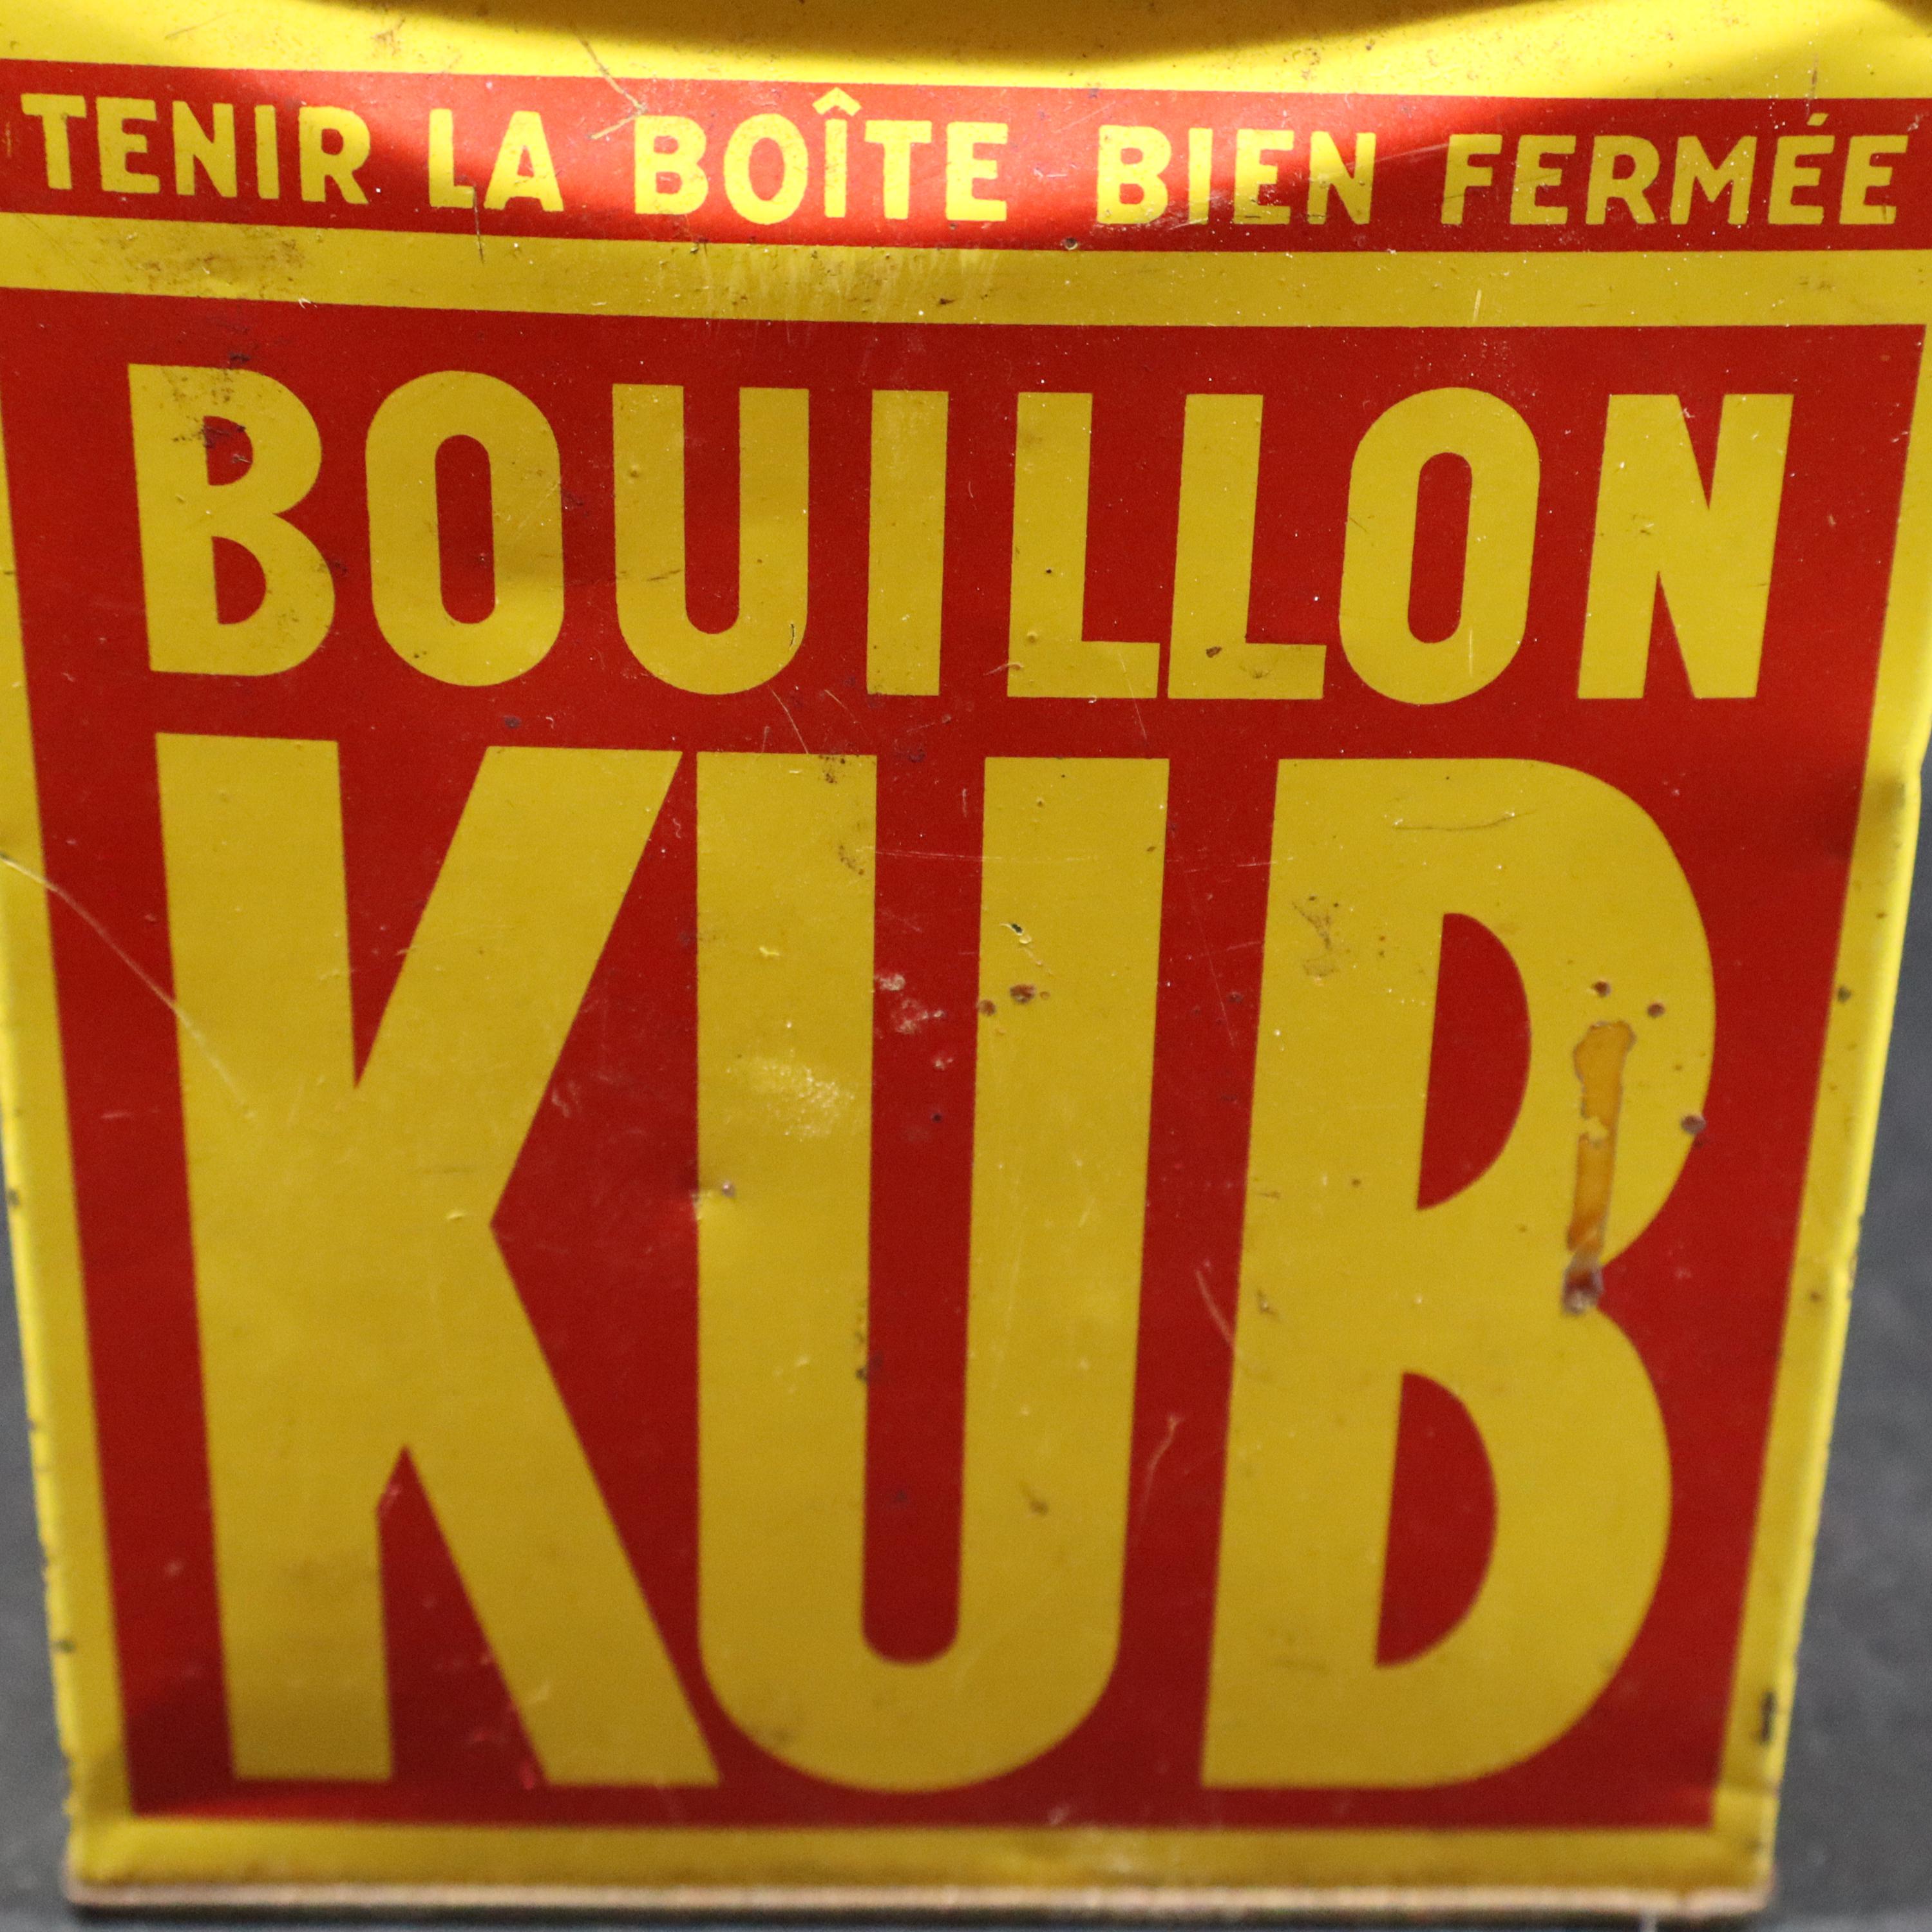 TENIR LA BOÎTE BIEN FERMÉE
BOUILLON
KUB